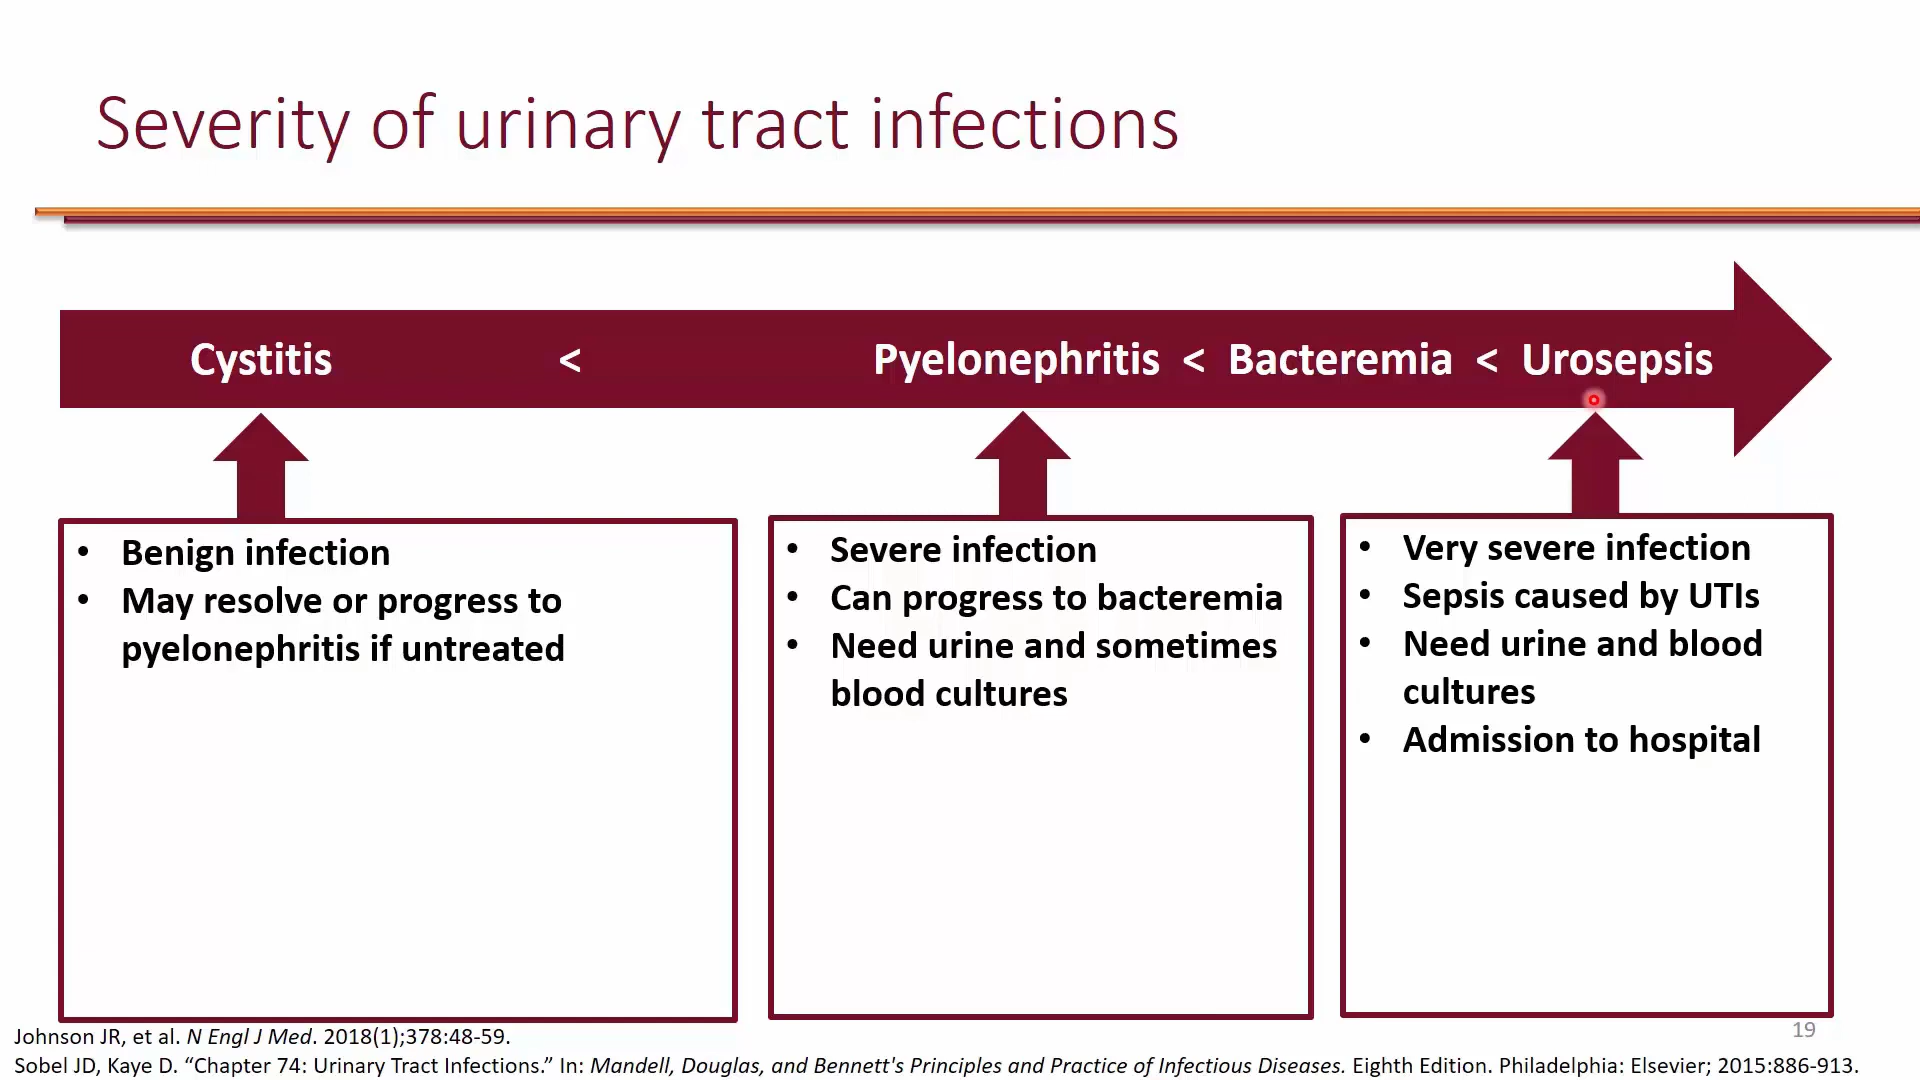 Severity of urinary tract infections
Cystitis < Pyelonephritis < Bacteremia < Urosepsis
• Benign infection
• May resolve or progress to
pyelonephritis if untreated
• Severe infection
• Can progress to bacteremia
• Need urine and sometimes
blood cultures
• Very severe infection
• Sepsis caused by UTIs
• Need urine and blood
cultures
• Admission to hospital
19
Johnson JR, et al. N Engl J Med. 2018(1);378:48-59.
Sobel JD, Kaye D. “Chapter 74: Urinary Tract Infections.” In: Mandell, Douglas, and Bennett's Principles and Practice of Infectious Diseases. Eighth Edition. Philadelphia: Elsevier; 2015:886-913.